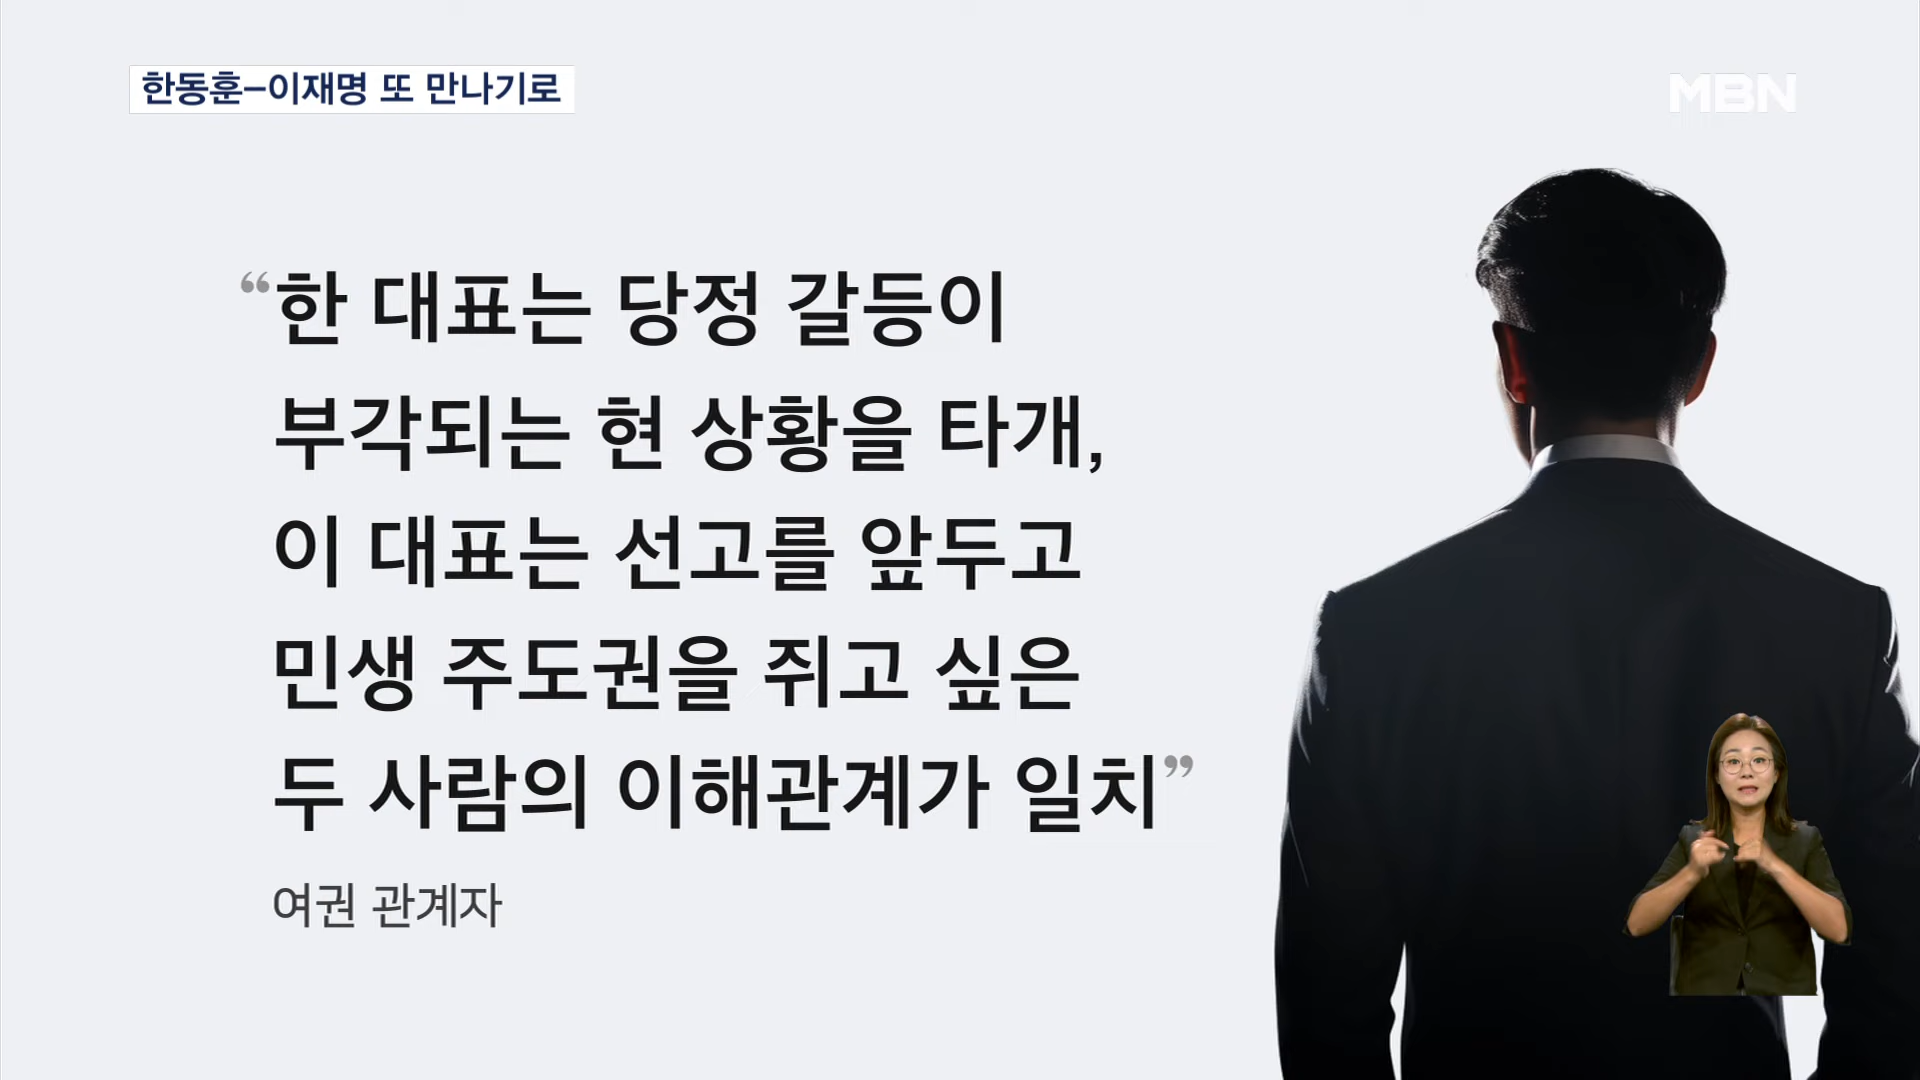 한동훈-이재명 또 만나기로
MBN
“한 대표는 당정 갈등이
부각되는 현 상황을 타개,
이 대표는 선고를 앞두고
민생 주도권을 쥐고 싶은
두 사람의 이해관계가 일치”
여권 관계자